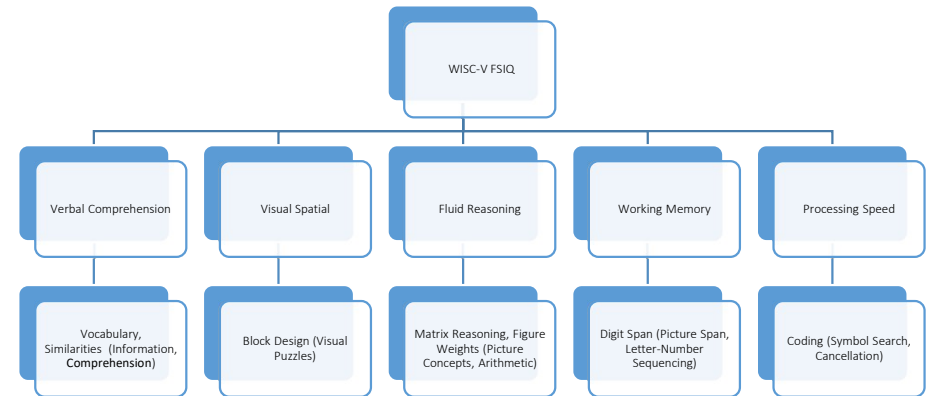 WISC-V FSIQ
Verbal Comprehension
Visual Spatial
Fluid Reasoning
Working Memory
Processing Speed
Vocabulary,
Similarities (Information,
Comprehension)
Block Design (Visual
Puzzles)
Matrix Reasoning, Figure
Weights (Picture
Concepts, Arithmetic)
Digit Span (Picture Span,
Letter-Number
Sequencing)
Coding (Symbol Search,
Cancellation)